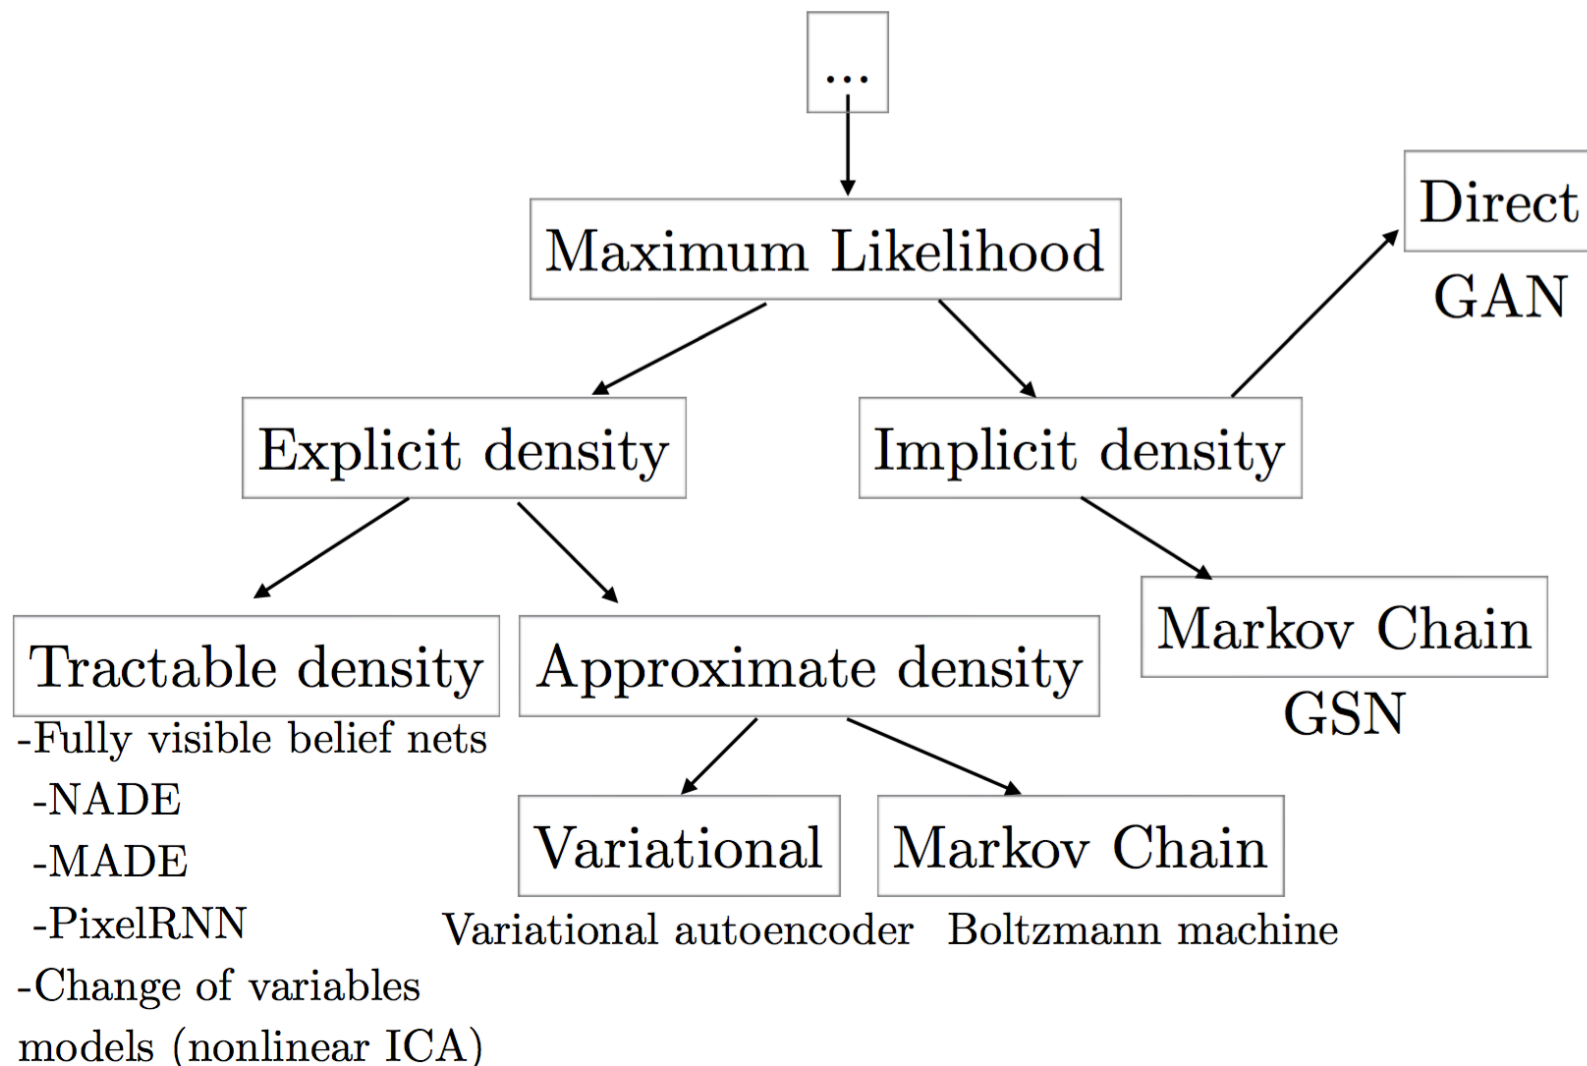 ...
Maximum Likelihood
Direct
GAN
Explicit density
Implicit density
Tractable density
-Fully visible belief nets
-NADE
-MADE
-PixelRNN
-Change of variables
models (nonlinear ICA)
Approximate density
Variational
Variational autoencoder
Markov Chain
Boltzmann machine
Markov Chain
GSN